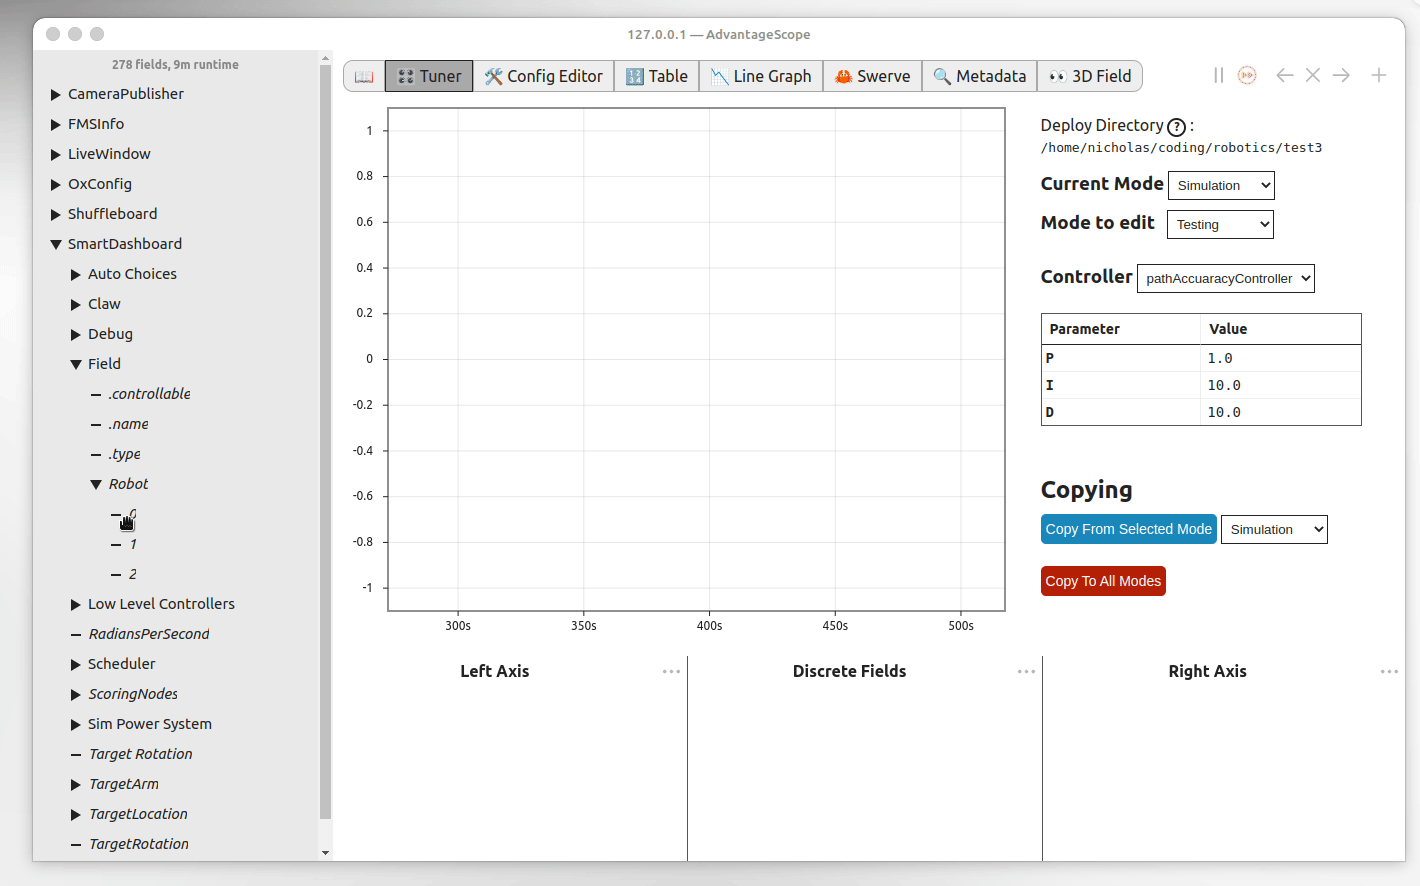 127.0.0.1 — AdvantageScope
278 fields, 9m runtime
CameraPublisher
FMSInfo
LiveWindow
OxConfig
Shuffleboard
SmartDashboard
Auto Choices
Claw
Debug
Field
.controllable
.name
.type
Robot
0
1
2
Low Level Controllers
RadiansPerSecond
Scheduler
ScoringNodes
Sim Power System
Target Rotation
TargetArm
TargetLocation
TargetRotation
Tuner
Config Editor
Table
Line Graph
Swerve
Metadata
3D Field
1
0.8
0.6
0.4
0.2
0
-0.2
-0.4
-0.6
-0.8
-1
300s
350s
400s
450s
500s
Deploy Directory ? :
/home/nicholas/coding/robotics/test3
Current Mode Simulation
Mode to edit Testing
Controller pathAccuaracyController
Parameter Value
P 1.0
I 10.0
D 10.0
Copying
Copy From Selected Mode Simulation
Copy To All Modes
Left Axis
Discrete Fields
Right Axis